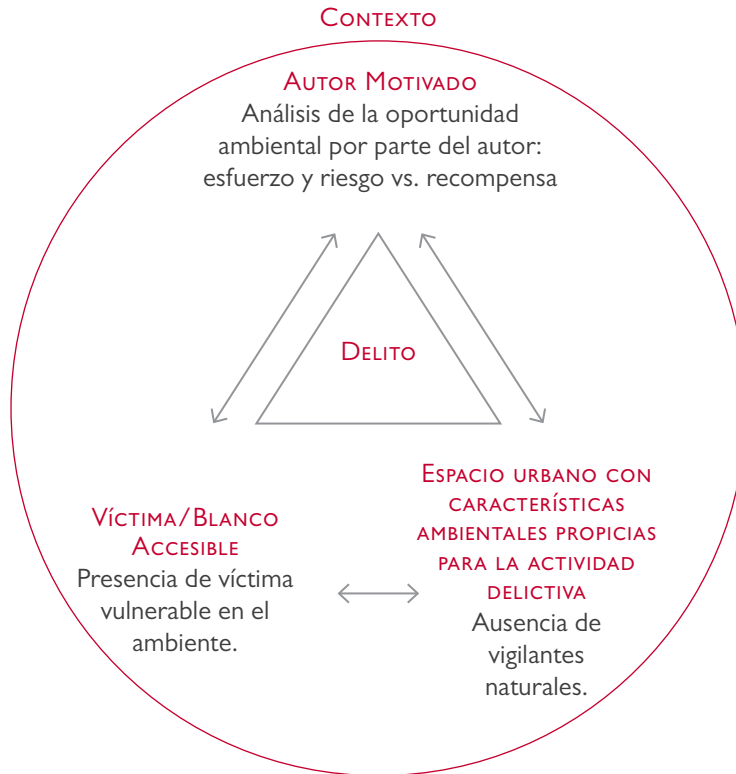 CONTEXTO
AUTOR MOTIVADO
Análisis de la oportunidad
ambiental por parte del autor:
esfuerzo y riesgo vs. recompensa
DELITO
VÍCTIMA/BLANCO
ACCESIBLE
Presencia de víctima
vulnerable en el
ambiente.
ESPACIO URBANO CON
CARACTERÍSTICAS
AMBIENTALES PROPICIAS
PARA LA ACTIVIDAD
DELICTIVA
Ausencia de
vigilantes
naturales.